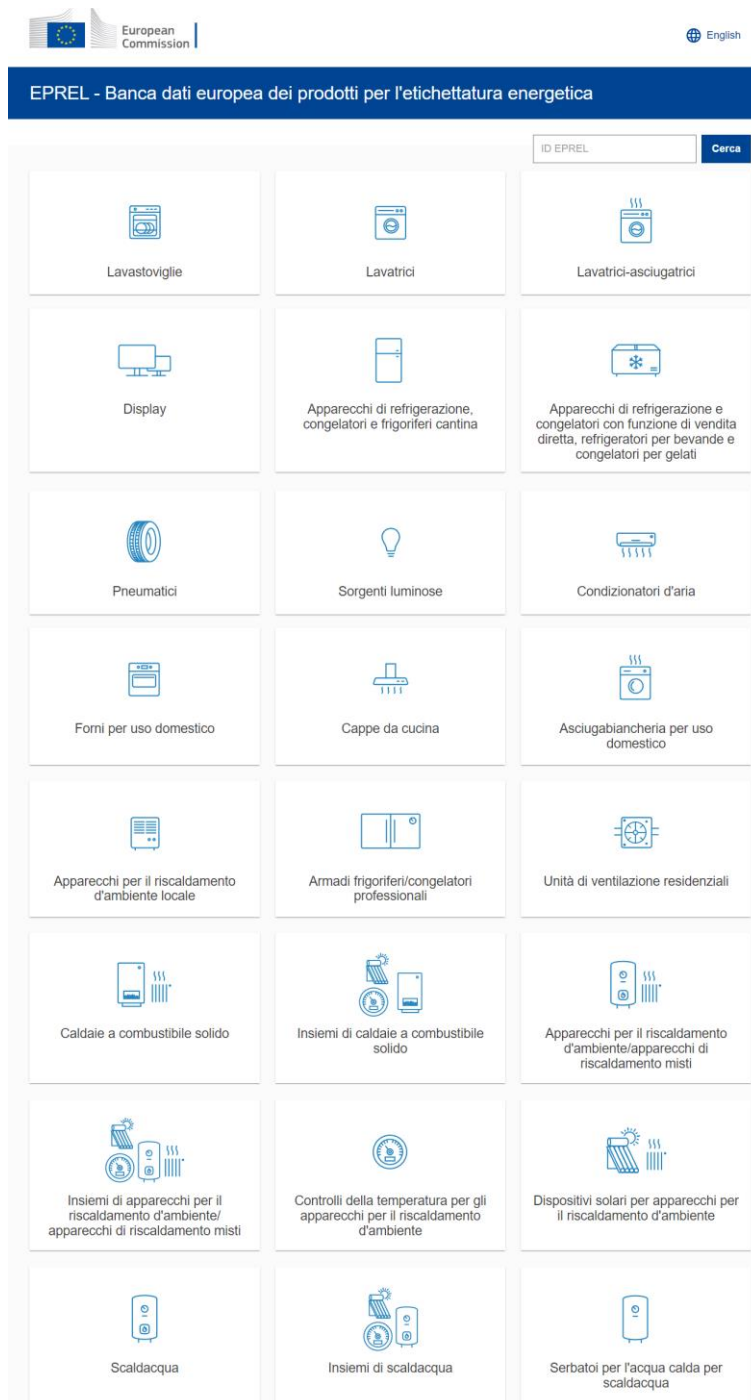 European
Commission
English
EPREL - Banca dati europea dei prodotti per l'etichettatura energetica
ID EPREL
Cerca
Lavastoviglie
Lavatrici
Lavatrici-asciugatrici
Display
Apparecchi di refrigerazione,
congelatori e frigoriferi cantina
Apparecchi di refrigerazione e
congelatori con funzione di vendita
diretta, refrigeratori per bevande e
congelatori per gelati
Pneumatici
Sorgenti luminose
Condizionatori d'aria
Forni per uso domestico
Cappe da cucina
Asciugabiancheria per uso
domestico
Apparecchi per il riscaldamento
d'ambiente locale
Armadi frigoriferi/congelatori
professionali
Unità di ventilazione residenziali
Caldaie a combustibile solido
Insiemi di caldaie a combustibile
solido
Apparecchi per il riscaldamento
d'ambiente/apparecchi di
riscaldamento misti
Insiemi di apparecchi per il
riscaldamento d'ambiente/
apparecchi di riscaldamento misti
Controlli della temperatura per gli
apparecchi per il riscaldamento
d'ambiente
Dispositivi solari per apparecchi per
il riscaldamento d'ambiente
Scaldacqua
Insiemi di scaldacqua
Serbatoi per l'acqua calda per
scaldacqua